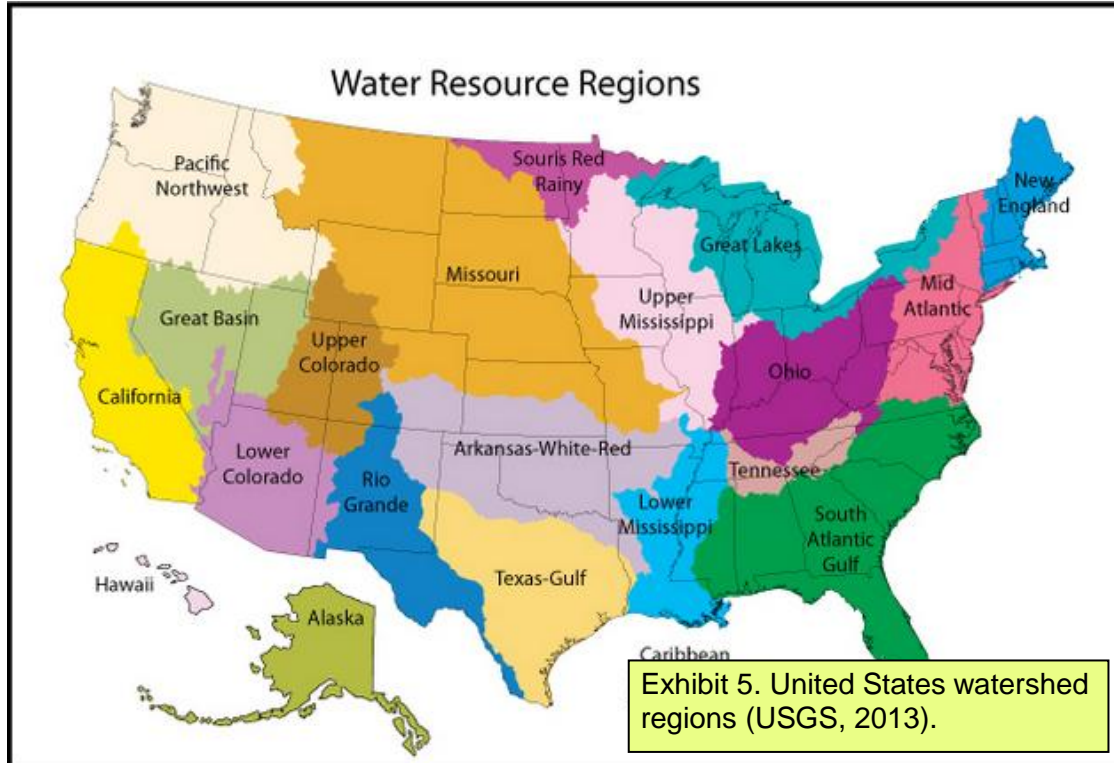 Water Resource Regions
Pacific
Northwest
Souris Red
Rainy
New
England
Great Lakes
Missouri
Mid
Atlantic
Great Basin
Upper
Mississippi
Upper
Colorado
Ohio
California
Arkansas-White-Red
Lower
Colorado
Tennessee
Rio
Grande
Lower
Mississippi
South
Atlantic
Gulf
Texas-Gulf
Hawaii
Alaska
Caribbean
Exhibit 5. United States watershed
regions (USGS, 2013).